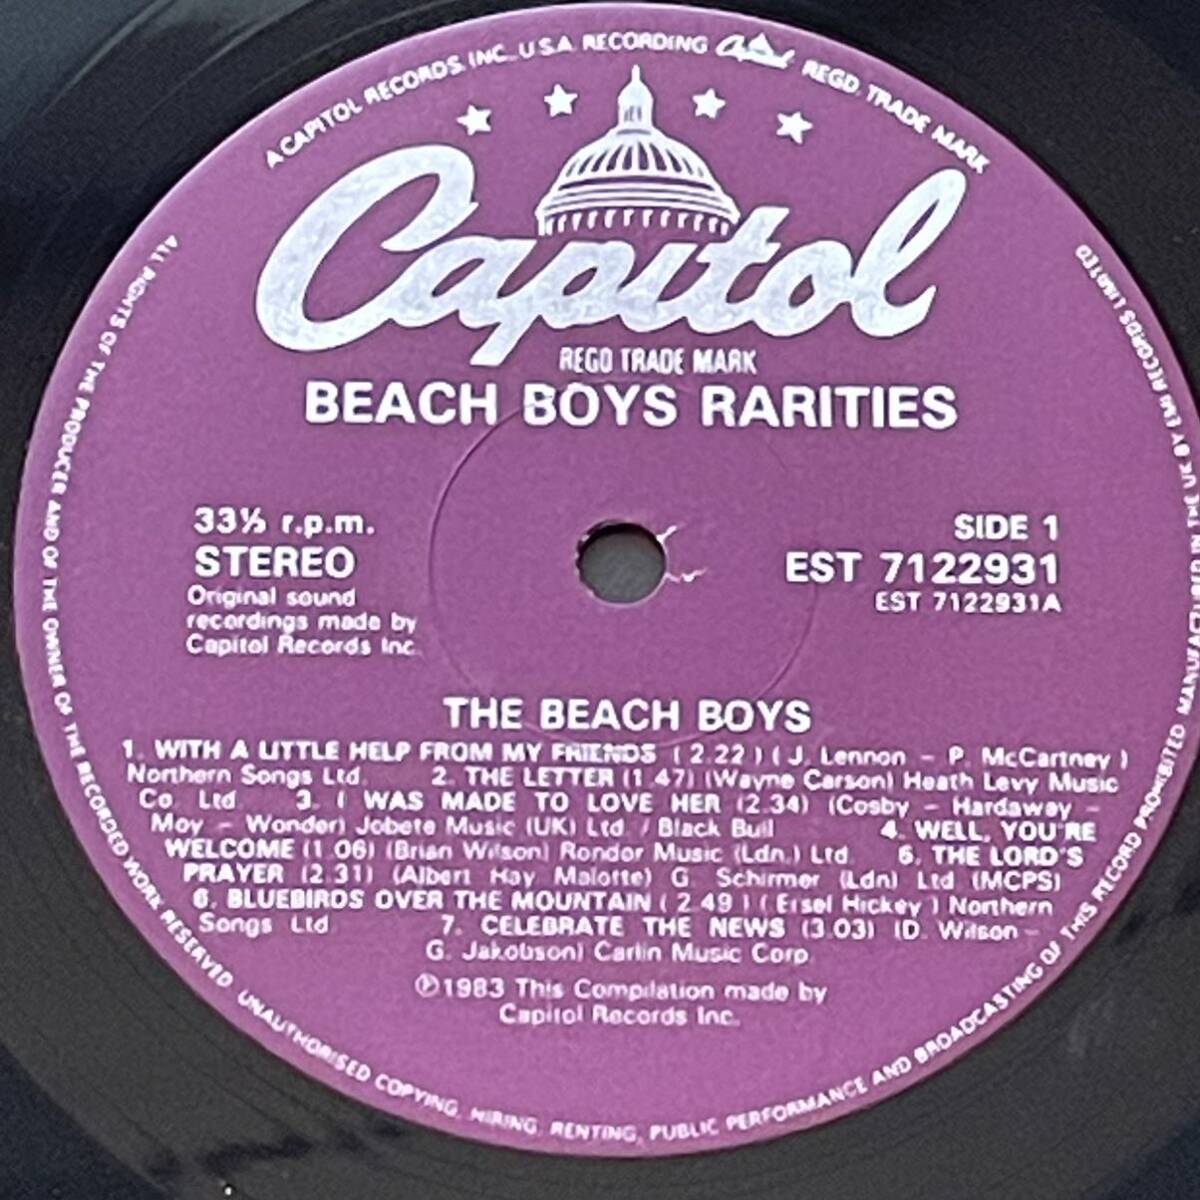 A CAPITOL RECORDS, INC., U.S.A. RECORDING Capitol REGD. TRADE MARK
Capitol
REGD TRADE MARK
BEACH BOYS RARITIES
33⅓ r.p.m.
STEREO
Original sound
recordings made by
Capitol Records Inc.
SIDE 1
EST 7122931
EST 7122931A
THE BEACH BOYS
1. WITH A LITTLE HELP FROM MY FRIENDS (2.22) (J. Lennon – P. McCartney)
Northern Songs Ltd. 2. THE LETTER (1.47) (Wayne Carson) Heath Levy Music
Co Ltd 3. I WAS MADE TO LOVE HER (2.34) (Cosby – Hardaway –
Moy – Wonder) Jobete Music (UK) Ltd / Black Bull 4. WELL, YOU'RE
WELCOME (1.06) (Brian Wilson) Rondor Music (Ldn.) Ltd. 5. THE LORD'S
PRAYER (2.31) (Albert Hay Malotte) G. Schirmer (Ldn) Ltd (MCPS)
6. BLUEBIRDS OVER THE MOUNTAIN (2.49) (Ersel Hickey) Northern
Songs Ltd 7. CELEBRATE THE NEWS (3.03) (D. Wilson –
G. Jakobson) Carlin Music Corp.
℗1983 This Compilation made by
Capitol Records Inc.
ALL RIGHTS OF THE PRODUCER AND OF THE OWNER OF THE RECORDED WORK RESERVED. UNAUTHORISED COPYING, HIRING, RENTING, PUBLIC PERFORMANCE AND BROADCASTING OF THIS RECORD PROHIBITED
MANUFACTURED IN THE UK BY EMI RECORDS LIMITED